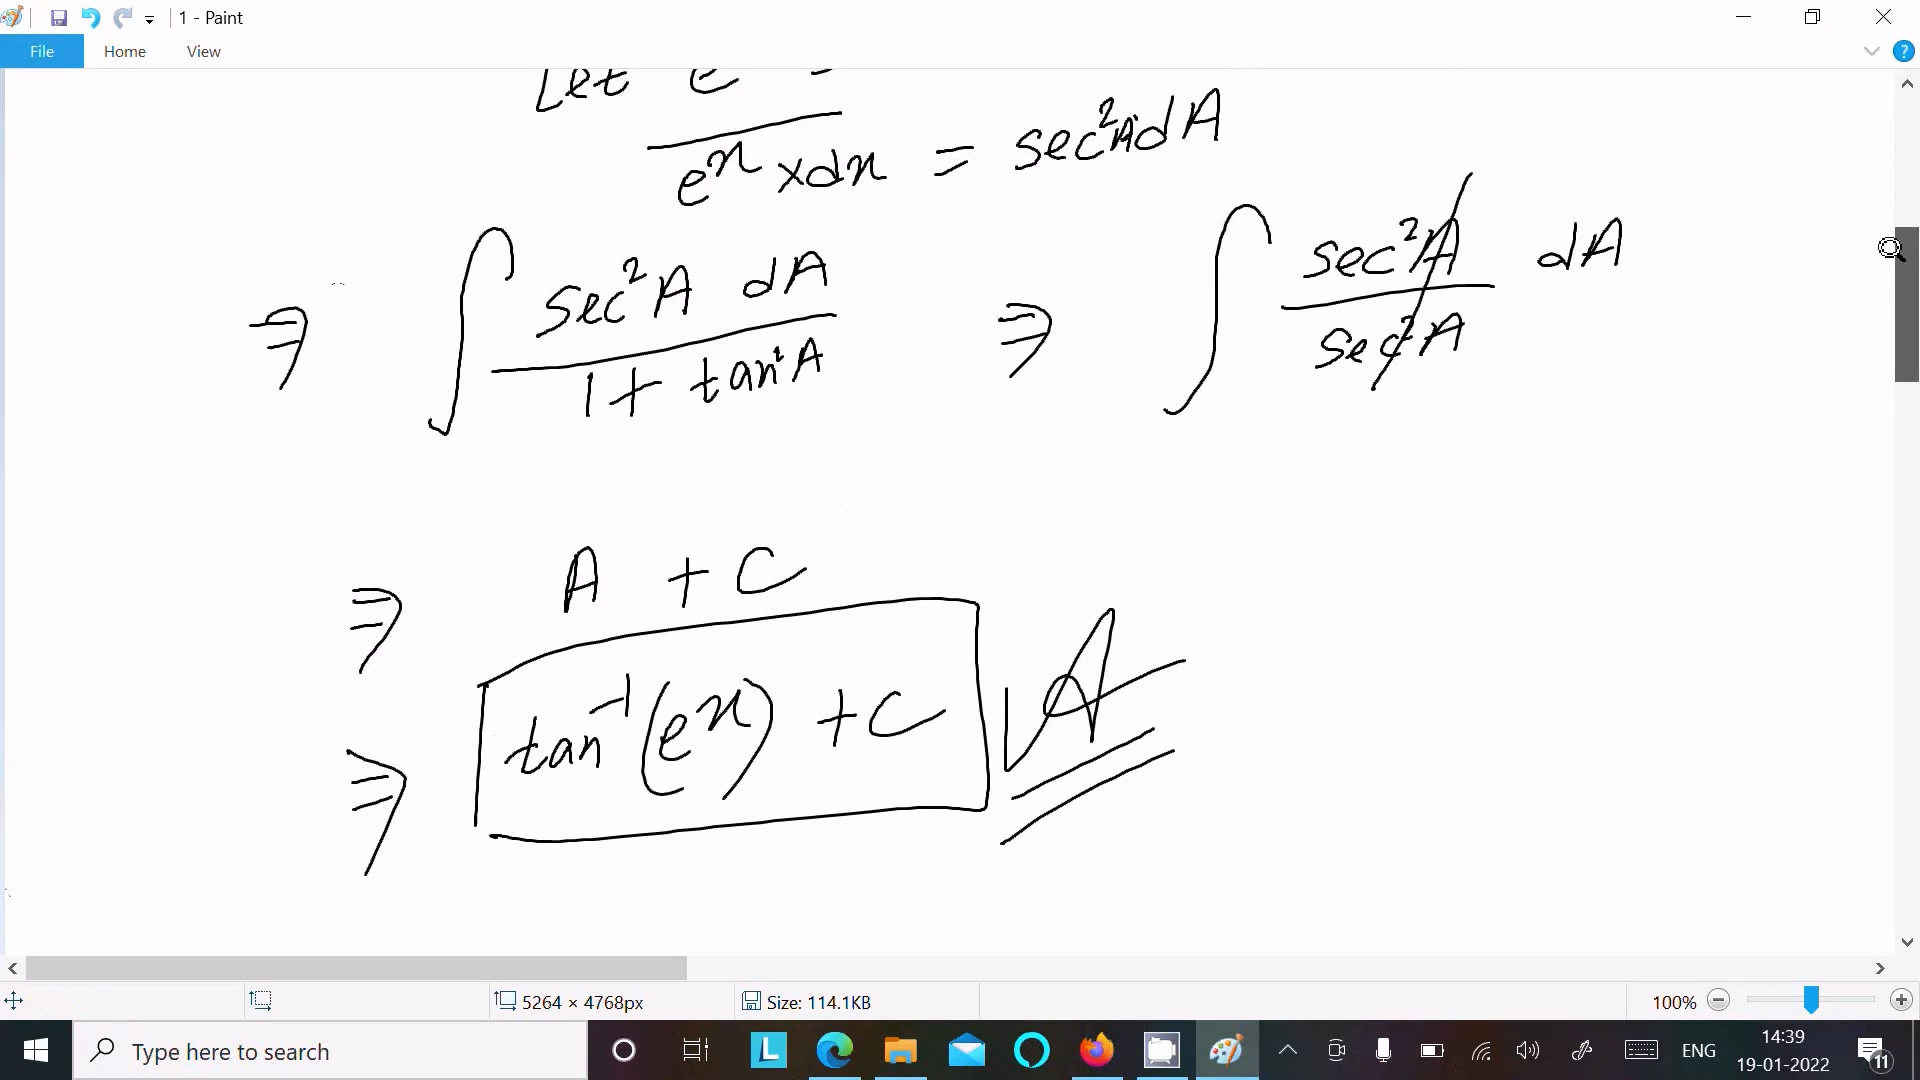 1 - Paint
File Home View
Let e
e^x × dx = sec²A dA
⇒ ∫ sec²A dA / 1 + tan²A ⇒ ∫ sec²A / sec²A dA
⇒ A + C
⇒ tan⁻¹(e^x) + C
5264 × 4768px Size: 114.1KB 100%
Type here to search
L
ENG
14:39
19-01-2022
11